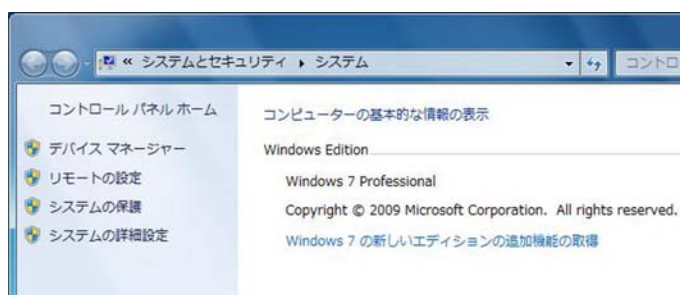 « システムとセキュリティ ▸ システム
コントロール パネル ホーム
デバイス マネージャー
リモートの設定
システムの保護
システムの詳細設定
コンピューターの基本的な情報の表示
Windows Edition
Windows 7 Professional
Copyright © 2009 Microsoft Corporation. All rights reserved.
Windows 7 の新しいエディションの追加機能の取得